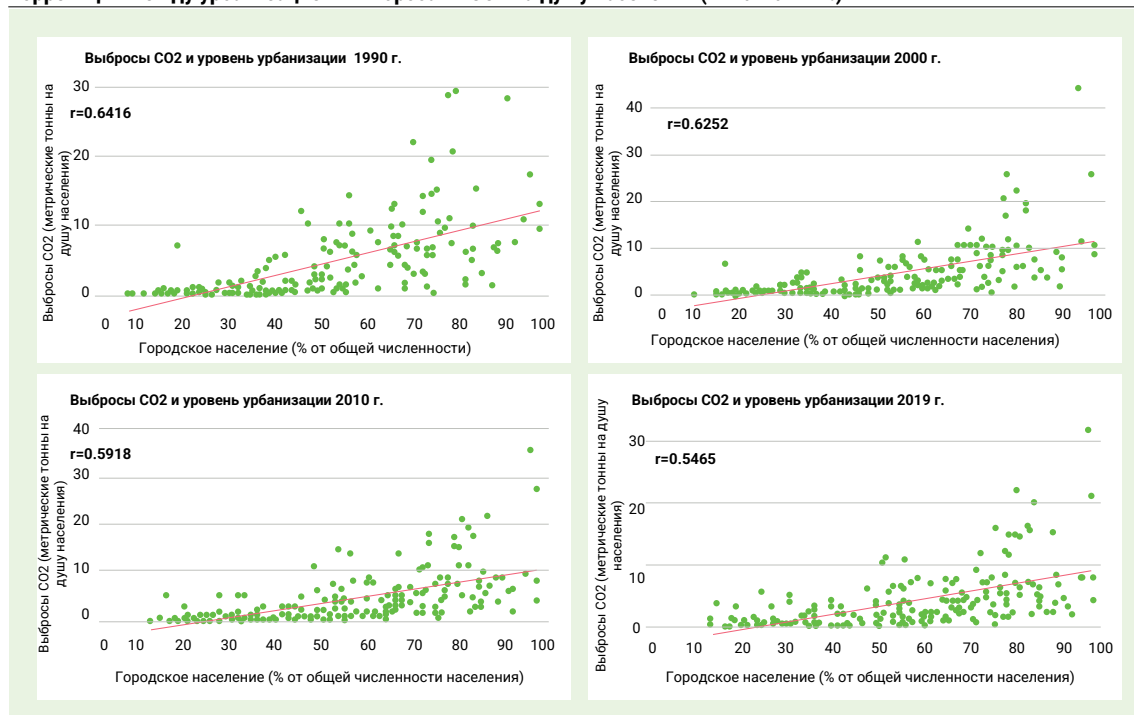 Выбросы CO2 и уровень урбанизации 1990 г.
r=0.6416
Выбросы CO2 (метрические тонны на
душу населения)
30
20
10
0
0 10 20 30 40 50 60 70 80 90 100
Городское население (% от общей численности)
Выбросы CO2 и уровень урбанизации 2000 г.
r=0.6252
Выбросы CO2 (метрические тонны на
душу населения)
40
30
20
10
0
0 10 20 30 40 50 60 70 80 90 100
Городское население (% от общей численности населения)
Выбросы CO2 и уровень урбанизации 2010 г.
r=0.5918
Выбросы CO2 (метрические тонны на
душу населения)
40
30
20
10
0
0 10 20 30 40 50 60 70 80 90 100
Городское население (% от общей численности населения)
Выбросы CO2 и уровень урбанизации 2019 г.
r=0.5465
Выбросы CO2 (метрические тонны на душу
населения)
30
20
10
0
0 10 20 30 40 50 60 70 80 90 100
Городское население (% от общей численности населения)